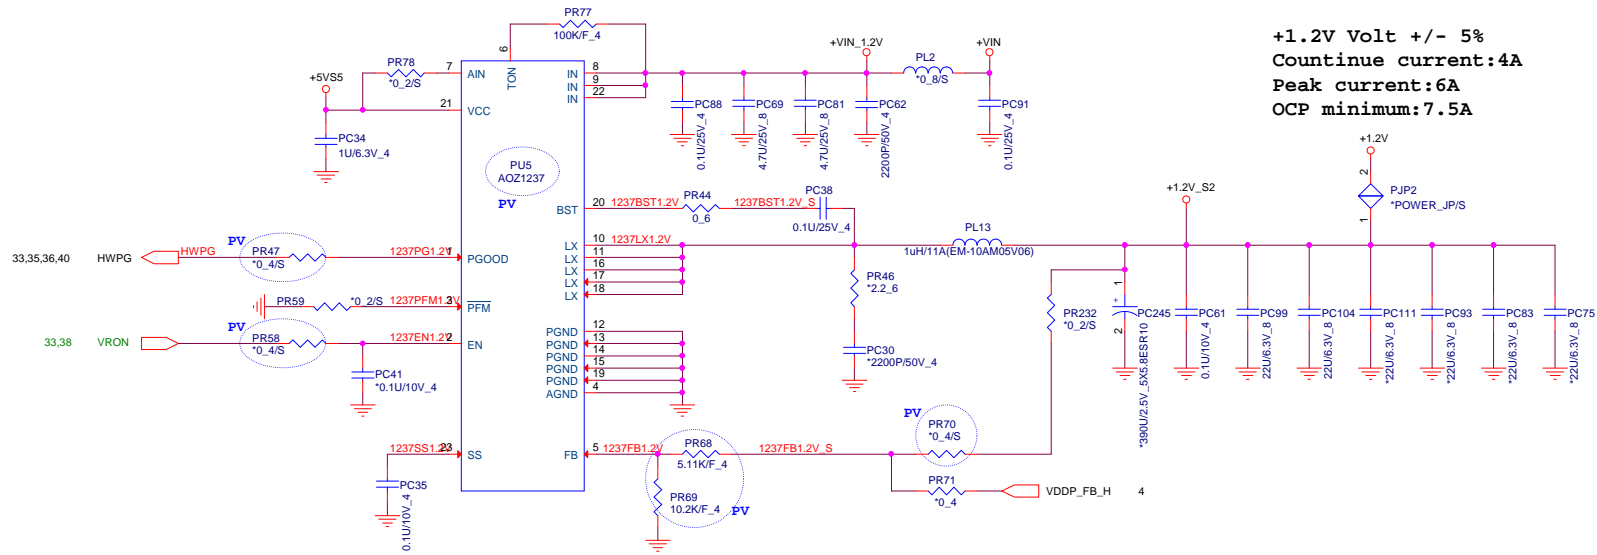 +1.2V Volt +/- 5%
Countinue current:4A
Peak current:6A
OCP minimum:7.5A
PR77
100K/F_4
6
TON
+5VS5
PR78
*0_2/S
7
AIN
21
VCC
PC34
1U/6.3V_4
PU5
AOZ1237
PV
IN
8
IN
9
IN
22
+VIN_1.2V
PL2
*0_8/S
+VIN
PC88
0.1U/25V_4
PC69
4.7U/25V_8
PC81
4.7U/25V_8
PC62
2200P/50V_4
PC91
0.1U/25V_4
BST
20
1237BST1.2V
PR44
0_6
1237BST1.2V_S
PC38
0.1U/25V_4
LX
10
1237LX1.2V
LX
11
LX
16
LX
17
LX
18
PL13
1uH/11A(EM-10AM05V06)
+1.2V_S2
+1.2V
2
PJP2
*POWER_JP/S
1
33,35,36,40
HWPG
HWPG
PV
PR47
*0_4/S
1237PG1.2V
1
PGOOD
PR59
*0_2/S
1237PFM1.2V
3
PFM
33,38
VRON
PV
PR58
*0_4/S
1237EN1.2V
2
EN
PC41
*0.1U/10V_4
PGND
12
PGND
13
PGND
14
PGND
15
PGND
19
AGND
4
PR46
*2.2_6
PC30
*2200P/50V_4
PR232
*0_2/S
1
+
PC245
2
*390U/2.5V_5X5.8ESR10
PC61
0.1U/10V_4
PC99
22U/6.3V_8
PC104
22U/6.3V_8
PC111
*22U/6.3V_8
PC93
*22U/6.3V_8
PC83
*22U/6.3V_8
PC75
*22U/6.3V_8
1237SS1.2V
23
SS
PC35
0.1U/10V_4
FB
5
1237FB1.2V
PR68
5.11K/F_4
1237FB1.2V_S
PR69
10.2K/F_4
PV
PV
PR70
*0_4/S
PR71
*0_4
VDDP_FB_H
4